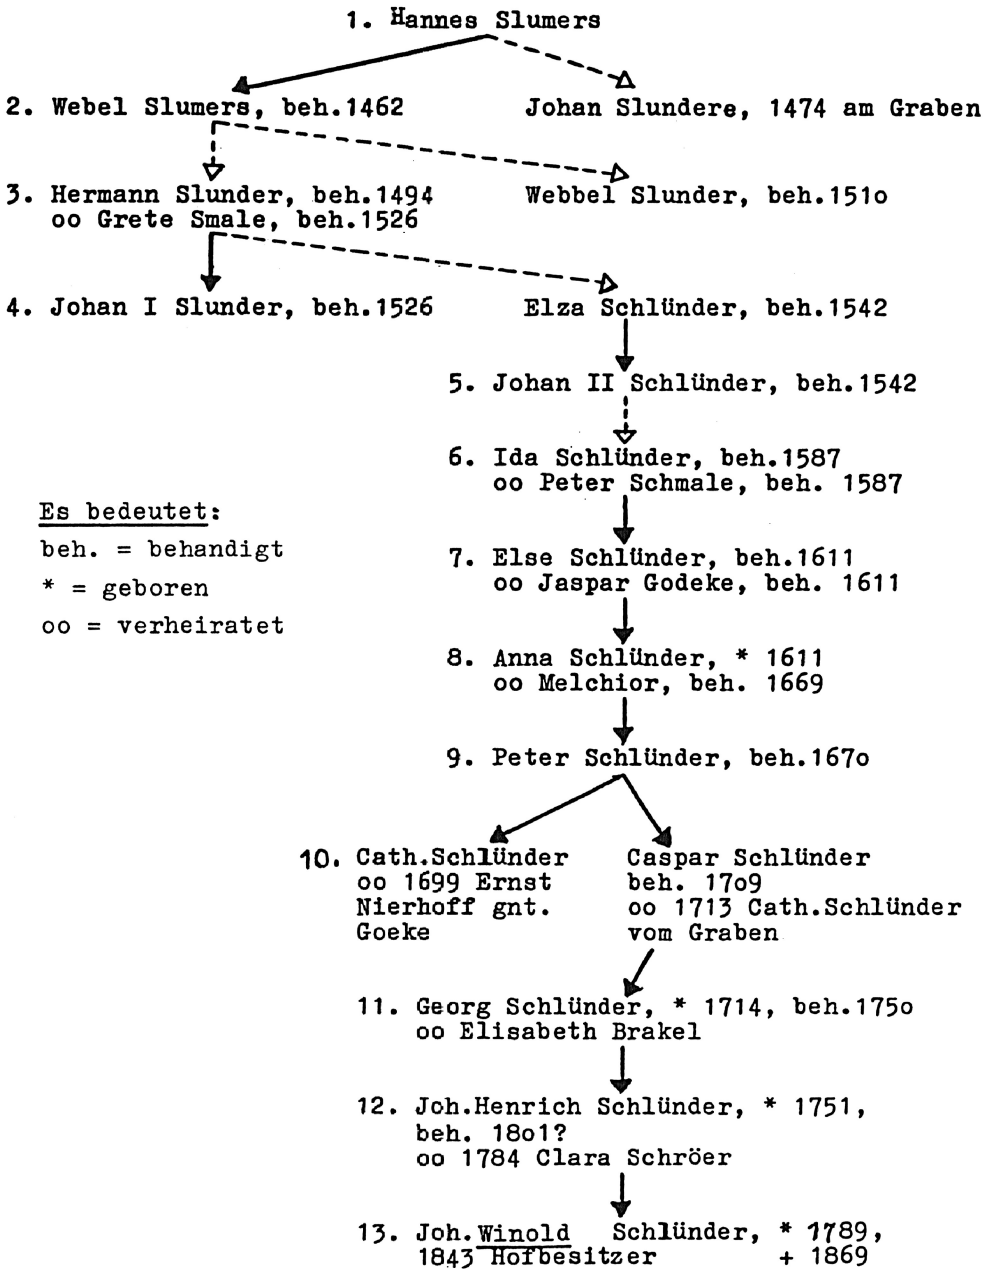 1. Hannes Slumers
2. Webel Slumers, beh.1462
Johan Slundere, 1474 am Graben
3. Hermann Slunder, beh.1494
oo Grete Smale, beh.1526
Webbel Slunder, beh.151o
4. Johan I Slunder, beh.1526
Elza Schlünder, beh.1542
5. Johan II Schlünder, beh.1542
6. Ida Schlünder, beh.1587
oo Peter Schmale, beh. 1587
Es bedeutet:
beh. = behandigt
* = geboren
oo = verheiratet
7. Else Schlünder, beh.1611
oo Jaspar Godeke, beh. 1611
8. Anna Schlünder, * 1611
oo Melchior, beh. 1669
9. Peter Schlünder, beh.167o
10. Cath.Schlünder
oo 1699 Ernst
Nierhoff gnt.
Goeke
Caspar Schlünder
beh. 17o9
oo 1713 Cath.Schlünder
vom Graben
11. Georg Schlünder, * 1714, beh.175o
oo Elisabeth Brakel
12. Joh.Henrich Schlünder, * 1751,
beh. 18o1?
oo 1784 Clara Schröer
13. Joh.Winold Schlünder, * 1789,
1843 Hofbesitzer + 1869